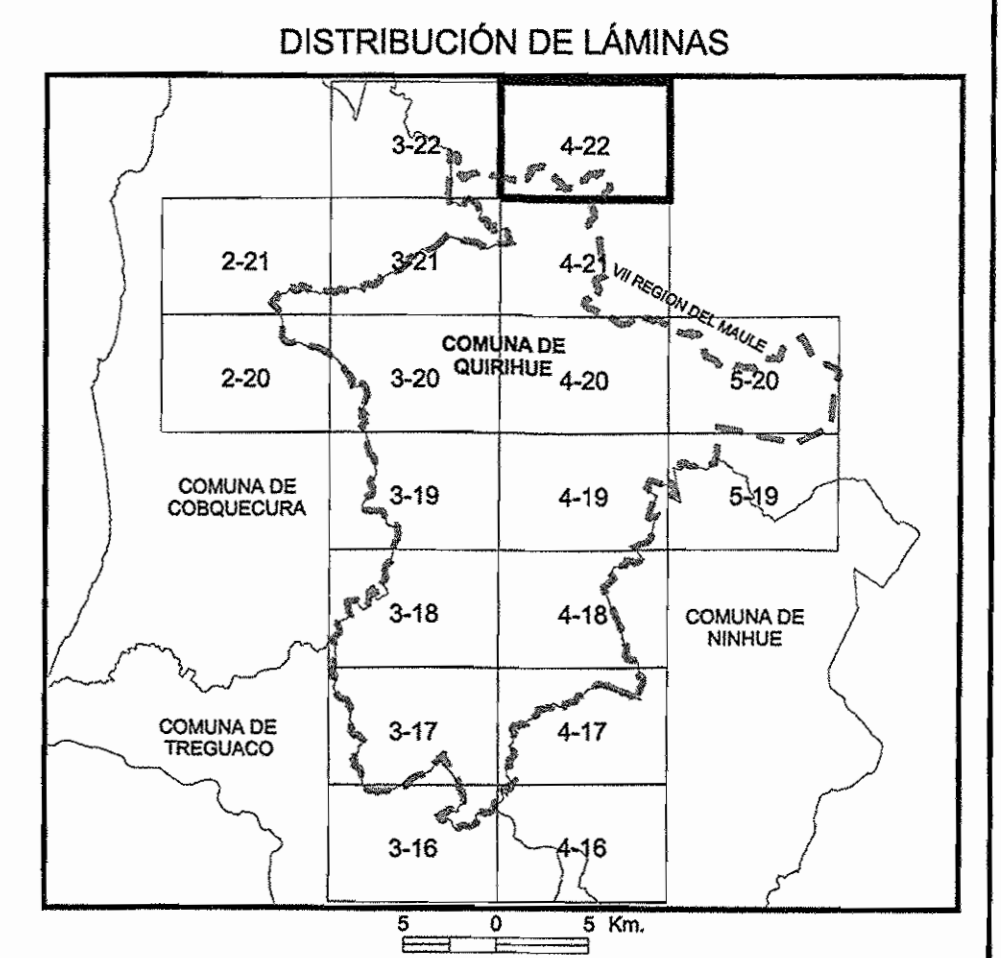 DISTRIBUCIÓN DE LÁMINAS
3-22
4-22
2-21
3-21
4-21
VII REGION DEL MAULE
COMUNA DE
QUIRIHUE
2-20
3-20
4-20
5-20
COMUNA DE
COBQUECURA
3-19
4-19
5-19
3-18
4-18
COMUNA DE
NINHUE
COMUNA DE
TREGUACO
3-17
4-17
3-16
4-16
5 0 5 Km.